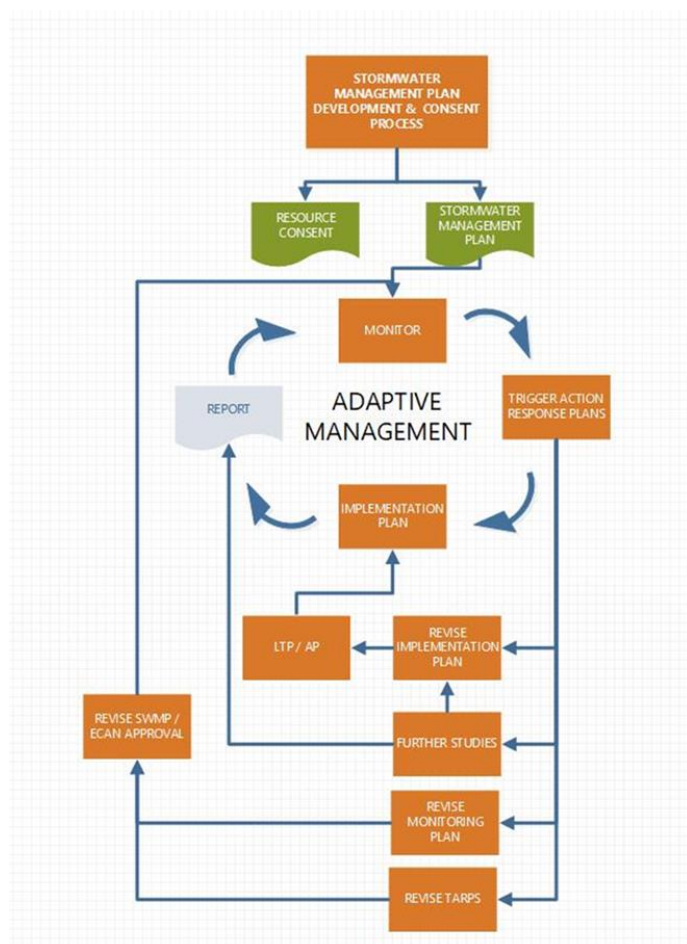 STORMWATER
MANAGEMENT PLAN
DEVELOPMENT & CONSENT
PROCESS
RESOURCE
CONSENT
STORMWATER
MANAGEMENT
PLAN
MONITOR
REPORT
ADAPTIVE
MANAGEMENT
TRIGGER ACTION
RESPONSE PLANS
IMPLEMENTATION
PLAN
LTP / AP
REVISE
IMPLEMENTATION
PLAN
REVISE SWMP /
ECAN APPROVAL
FURTHER STUDIES
REVISE
MONITORING
PLAN
REVISE TARPS